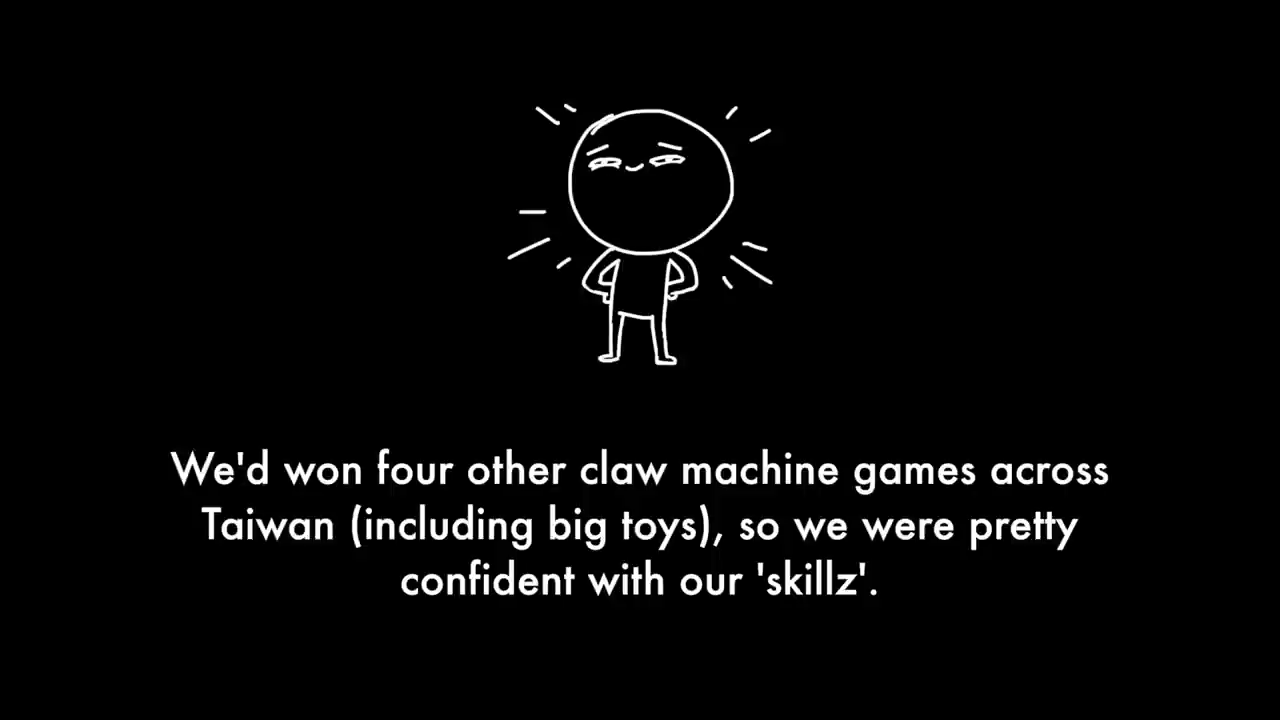 We'd won four other claw machine games across
Taiwan (including big toys), so we were pretty
confident with our 'skillz'.